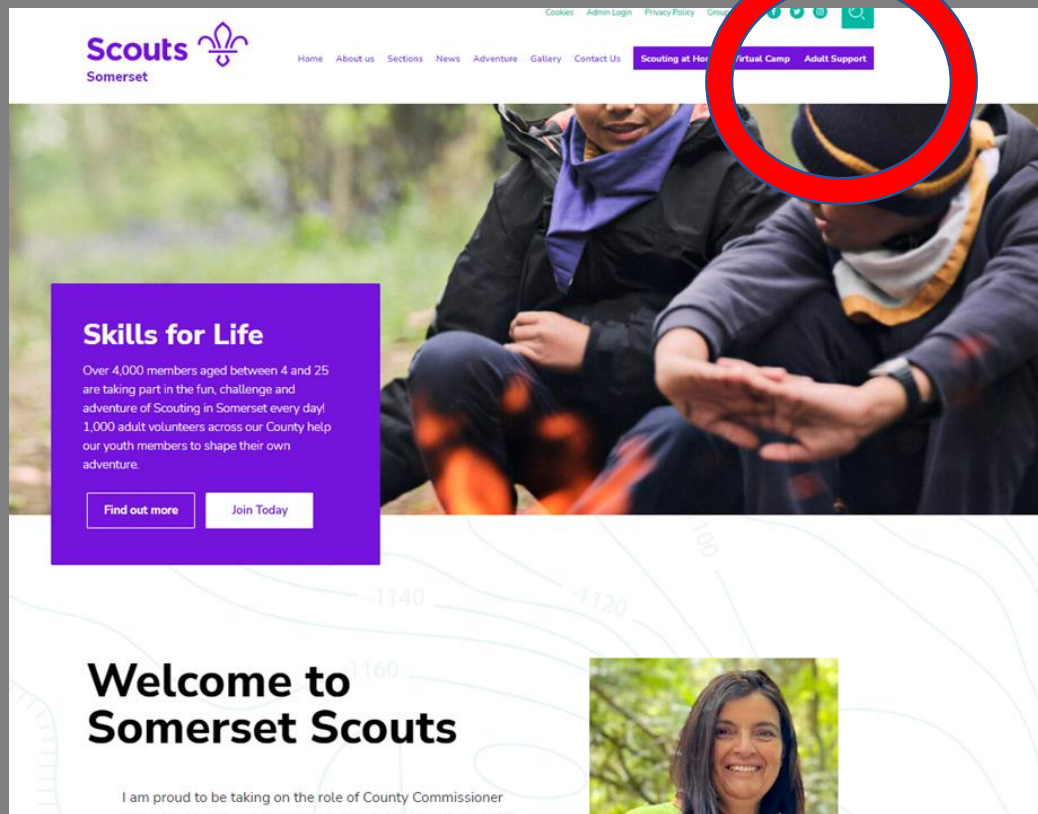 Cookies Admin Login Privacy Policy
Scouts
Somerset
Home About us Sections News Adventure Gallery Contact Us Scouting at Virtual Camp Adult Support
Skills for Life
Over 4,000 members aged between 4 and 25
are taking part in the fun, challenge and
adventure of Scouting in Somerset every day!
1,000 adult volunteers across our County help
our youth members to shape their own
adventure.
Find out more Join Today
100
-1140
-1120
1160
Welcome to
Somerset Scouts
I am proud to be taking on the role of County Commissioner